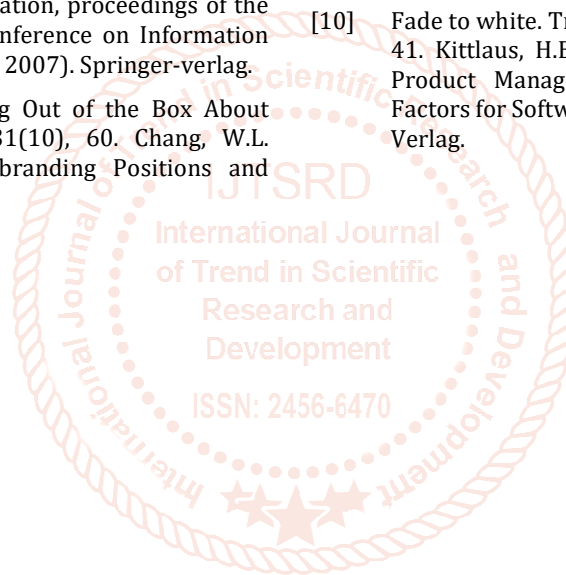 ation, proceedings of the
nference on Information
2007). Springer-verlag.
g Out of the Box About
31(10), 60. Chang, W.L.
branding Positions and
[10] Fade to white. Tr
41. Kittlaus, H.B
Product Manag
Factors for Softw
Verlag.
International Journal of Trend in Scientific Research and Development
IJTSRD
International Journal
of Trend in Scientific
Research and
Development
ISSN: 2456-6470